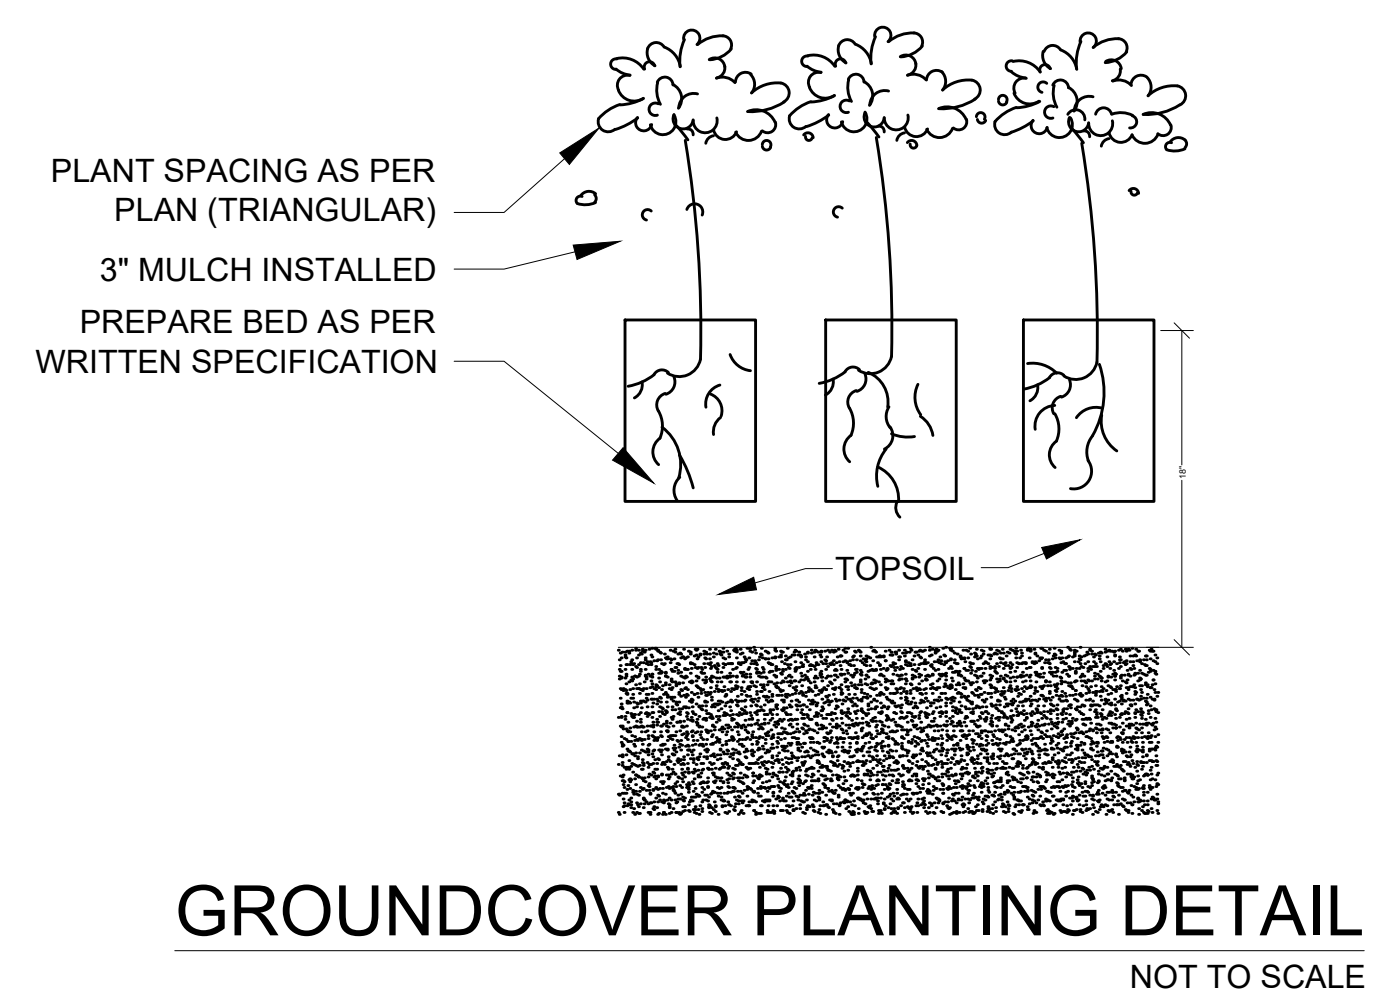 PLANT SPACING AS PER
PLAN (TRIANGULAR)
3" MULCH INSTALLED
PREPARE BED AS PER
WRITTEN SPECIFICATION
18"
TOPSOIL
GROUNDCOVER PLANTING DETAIL
NOT TO SCALE